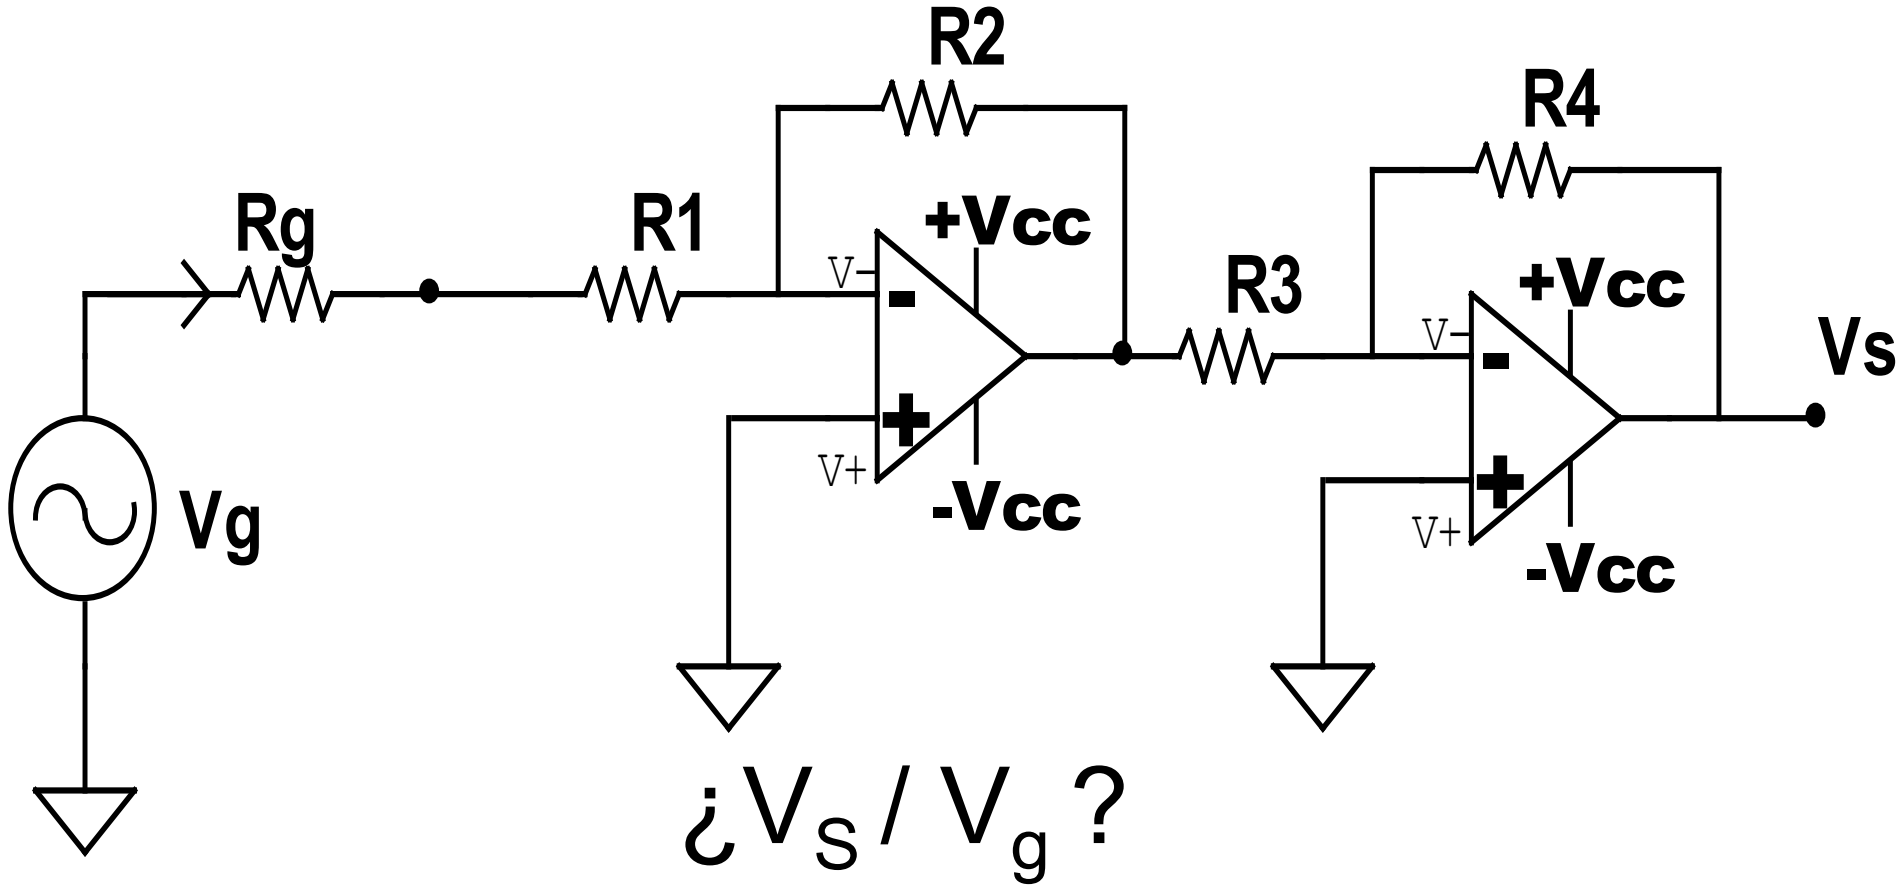 R2
R4
Rg
R1
+Vcc
V-
-
R3
+Vcc
V-
-
Vs
+
V+
-Vcc
Vg
+
V+
-Vcc
¿VS / Vg ?